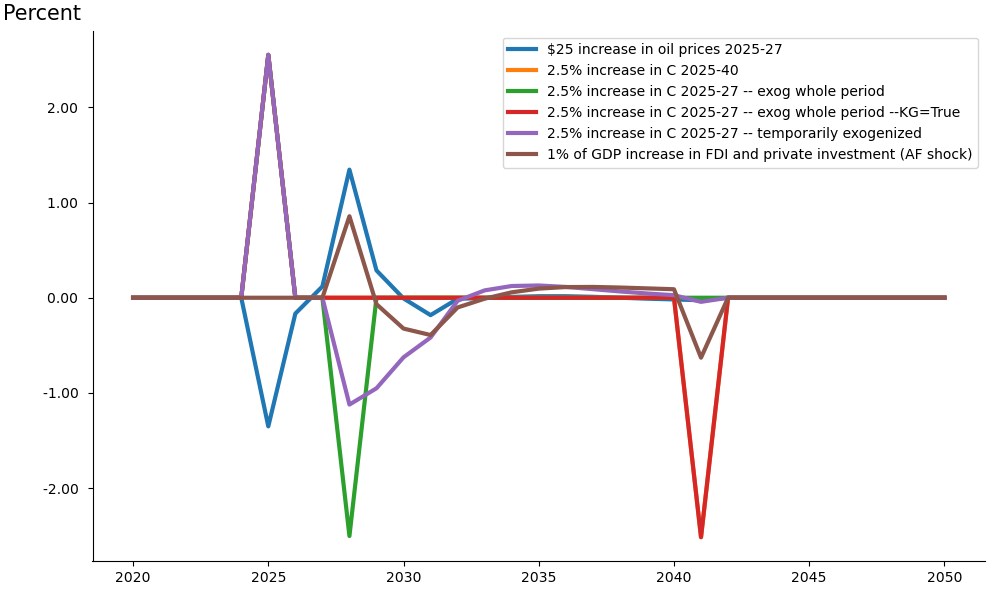 Percent
$25 increase in oil prices 2025-27
2.5% increase in C 2025-40
2.5% increase in C 2025-27 -- exog whole period
2.5% increase in C 2025-27 -- exog whole period --KG=True
2.5% increase in C 2025-27 -- temporarily exogenized
1% of GDP increase in FDI and private investment (AF shock)
2.00
1.00
0.00
-1.00
-2.00
2020 2025 2030 2035 2040 2045 2050